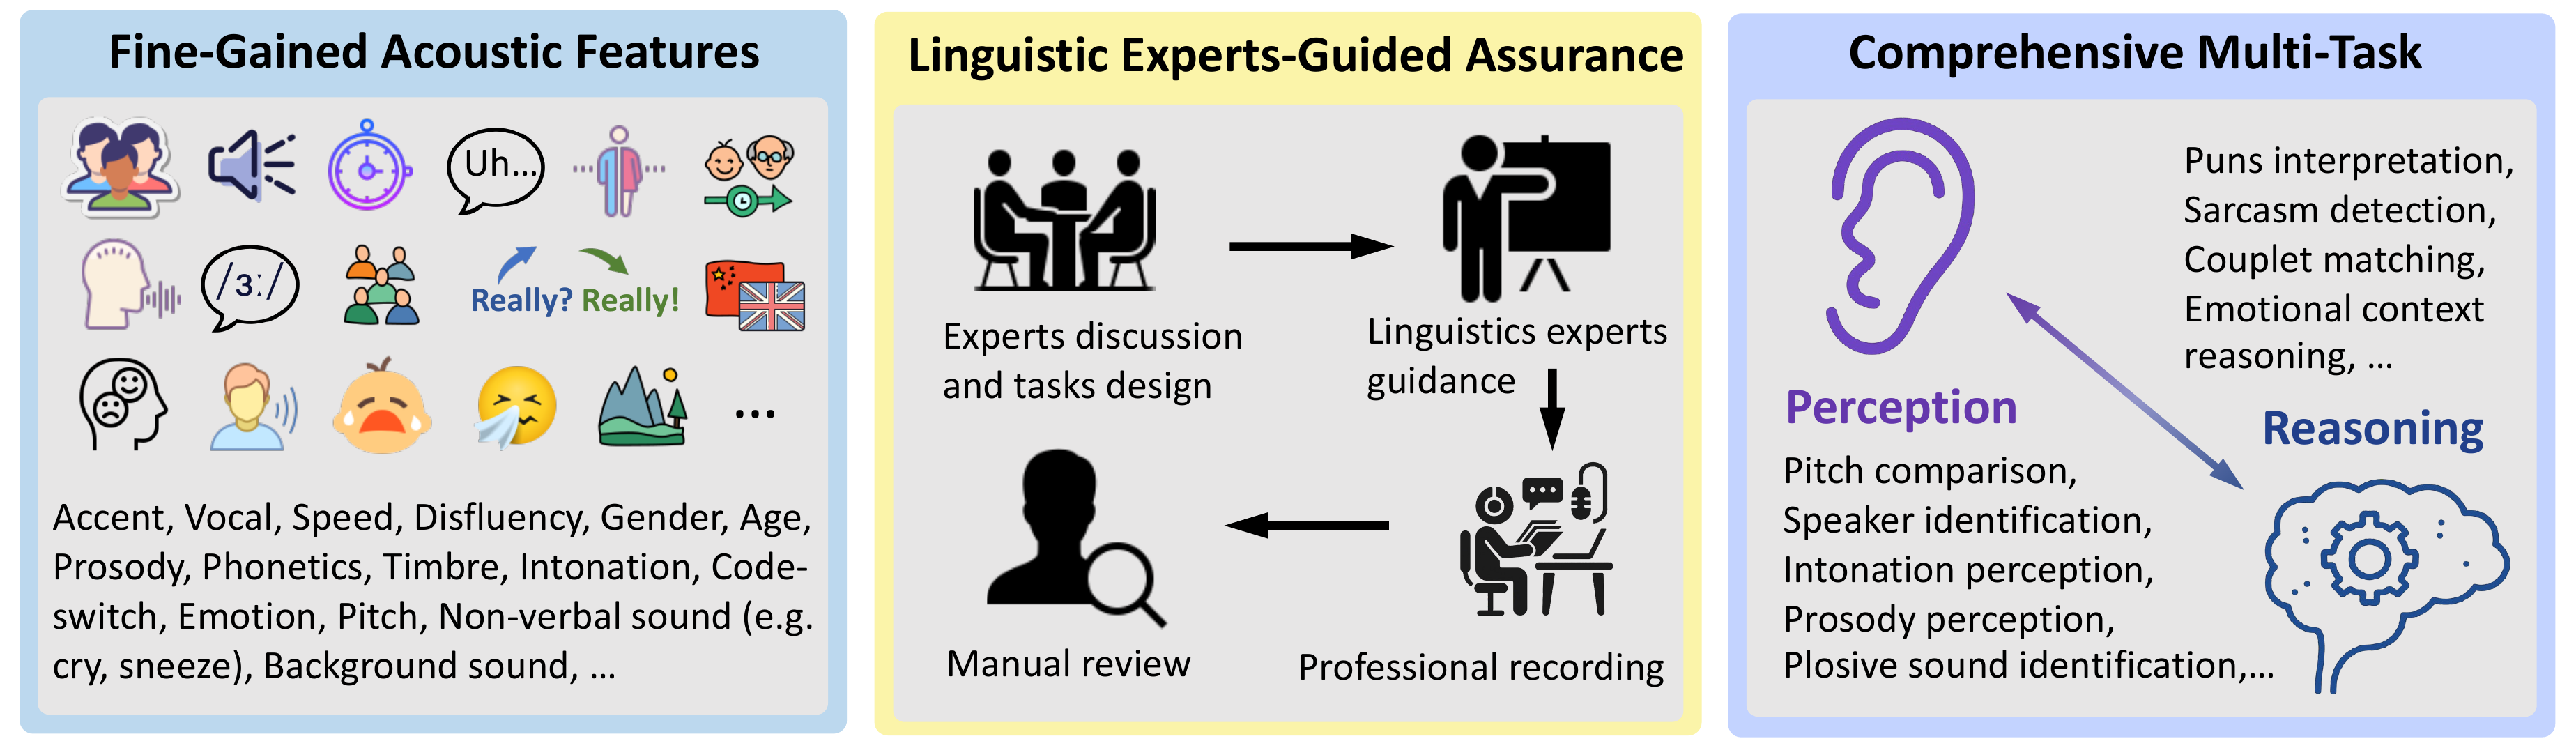 Fine-Gained Acoustic Features
Uh...
/ɜː/
Really? Really!
...
Accent, Vocal, Speed, Disfluency, Gender, Age,
Prosody, Phonetics, Timbre, Intonation, Code-
switch, Emotion, Pitch, Non-verbal sound (e.g.
cry, sneeze), Background sound, ...
Linguistic Experts-Guided Assurance
Experts discussion
and tasks design
Linguistics experts
guidance
Manual review
Professional recording
Comprehensive Multi-Task
Puns interpretation,
Sarcasm detection,
Couplet matching,
Emotional context
reasoning, ...
Perception
Reasoning
Pitch comparison,
Speaker identification,
Intonation perception,
Prosody perception,
Plosive sound identification,...